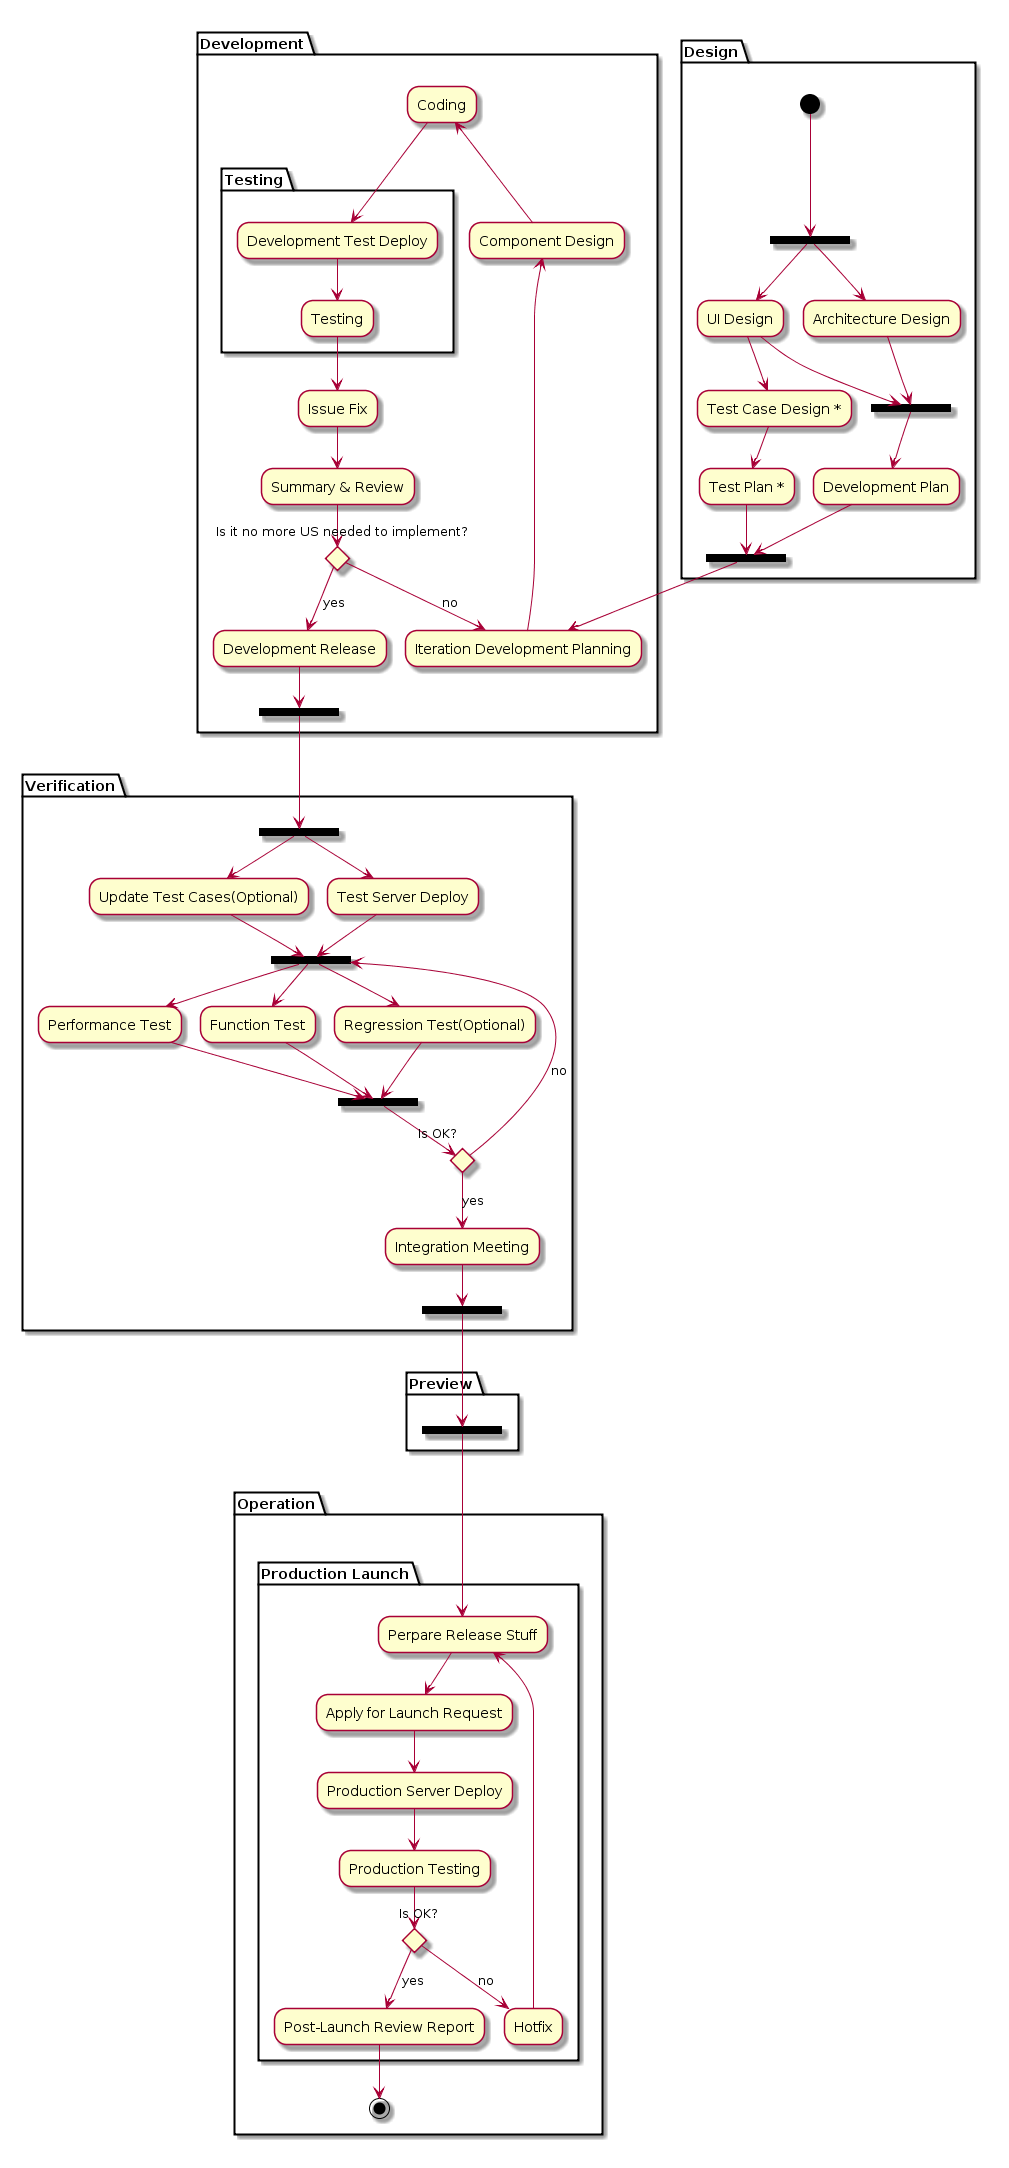 Development
Design
Coding
Testing
Development Test Deploy
Component Design
UI Design
Architecture Design
Testing
Issue Fix
Test Case Design *
Summary & Review
Test Plan *
Development Plan
Is it no more US needed to implement?
yes
no
Development Release
Iteration Development Planning
Verification
Update Test Cases(Optional)
Test Server Deploy
Performance Test
Function Test
Regression Test(Optional)
no
Is OK?
yes
Integration Meeting
Preview
Operation
Production Launch
Perpare Release Stuff
Apply for Launch Request
Production Server Deploy
Production Testing
Is OK?
yes
no
Post-Launch Review Report
Hotfix